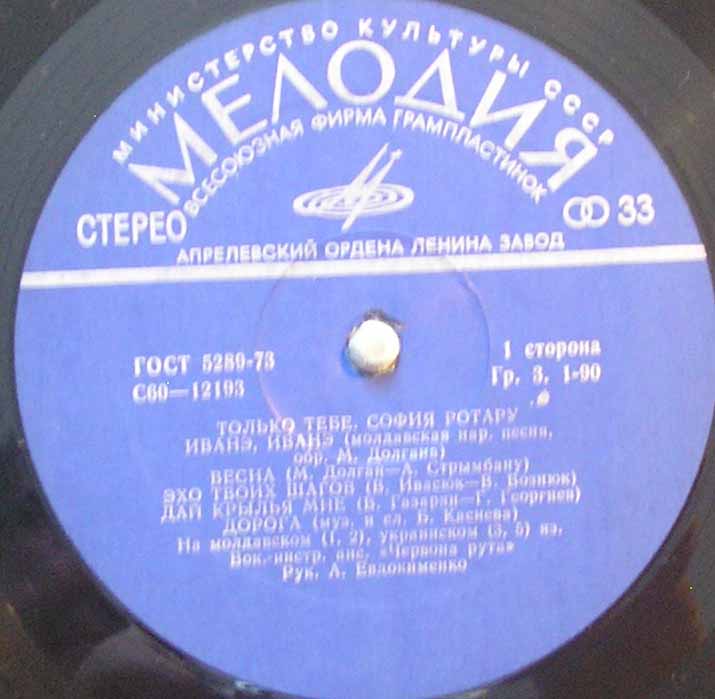 МИНИСТЕРСТВО КУЛЬТУРЫ СССР
МЕЛОДИЯ
ВСЕСОЮЗНАЯ ФИРМА ГРАМПЛАСТИНОК
СТЕРЕО
33
АПРЕЛЕВСКИЙ ОРДЕНА ЛЕНИНА ЗАВОД
ГОСТ 5289-73
С60—12193
1 сторона
Гр. 3. 1-90
ТОЛЬКО ТЕБЕ. СОФИЯ РОТАРУ
ИВАНЭ, ИВАНЭ (молдавская нар. песня,
обр. М. Долгана)
ВЕСНА (М. Долган—А. Стрымбану)
ЭХО ТВОИХ ШАГОВ (В. Ивасюк—В. Вознюк)
ДАЙ КРЫЛЬЯ МНЕ (Б. Газарян—Г. Георгиев)
ДОРОГА (муз. и сл. Б.
На молдавском (1, 2), украинском (3, 5) яз.
Вок.-инстр. анс. «Червона рута»
Рук. А. Евдокименко